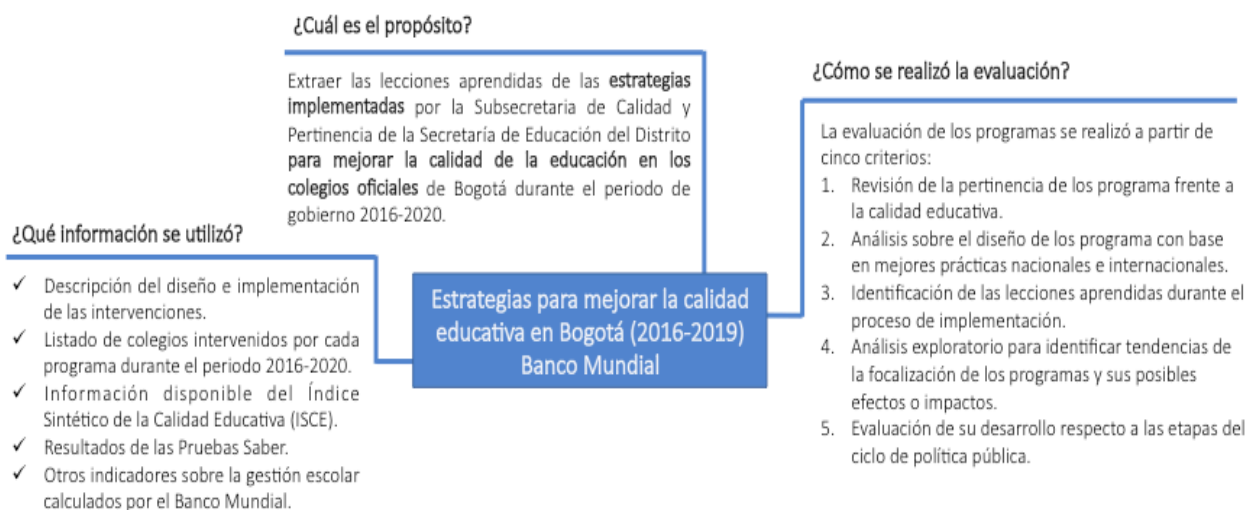 ¿Cuál es el propósito?
Extraer las lecciones aprendidas de las estrategias
implementadas por la Subsecretaria de Calidad y
Pertinencia de la Secretaría de Educación del Distrito
para mejorar la calidad de la educación en los
colegios oficiales de Bogotá durante el periodo de
gobierno 2016-2020.
¿Qué información se utilizó?
✓ Descripción del diseño e implementación
de las intervenciones.
✓ Listado de colegios intervenidos por cada
programa durante el periodo 2016-2020.
✓ Información disponible del Índice
Sintético de la Calidad Educativa (ISCE).
✓ Resultados de las Pruebas Saber.
✓ Otros indicadores sobre la gestión escolar
calculados por el Banco Mundial.
Estrategias para mejorar la calidad
educativa en Bogotá (2016-2019)
Banco Mundial
¿Cómo se realizó la evaluación?
La evaluación de los programas se realizó a partir de
cinco criterios:
1. Revisión de la pertinencia de los programa frente a
la calidad educativa.
2. Análisis sobre el diseño de los programa con base
en mejores prácticas nacionales e internacionales.
3. Identificación de las lecciones aprendidas durante el
proceso de implementación.
4. Análisis exploratorio para identificar tendencias de
la focalización de los programas y sus posibles
efectos o impactos.
5. Evaluación de su desarrollo respecto a las etapas del
ciclo de política pública.